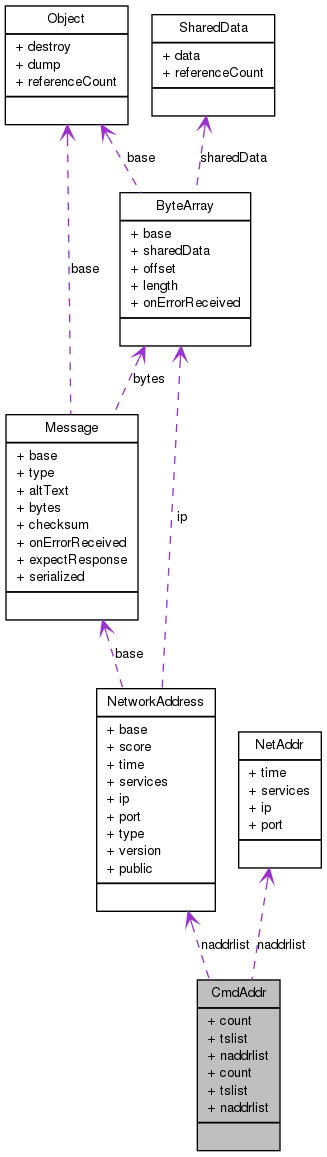 Object
+ destroy
+ dump
+ referenceCount
SharedData
+ data
+ referenceCount
base
sharedData
ByteArray
+ base
+ sharedData
+ offset
+ length
+ onErrorReceived
base
bytes
Message
+ base
+ type
+ altText
+ bytes
+ checksum
+ onErrorReceived
+ expectResponse
+ serialized
ip
base
NetworkAddress
+ base
+ score
+ time
+ services
+ ip
+ port
+ type
+ version
+ public
NetAddr
+ time
+ services
+ ip
+ port
naddrlist
naddrlist
CmdAddr
+ count
+ tslist
+ naddrlist
+ count
+ tslist
+ naddrlist